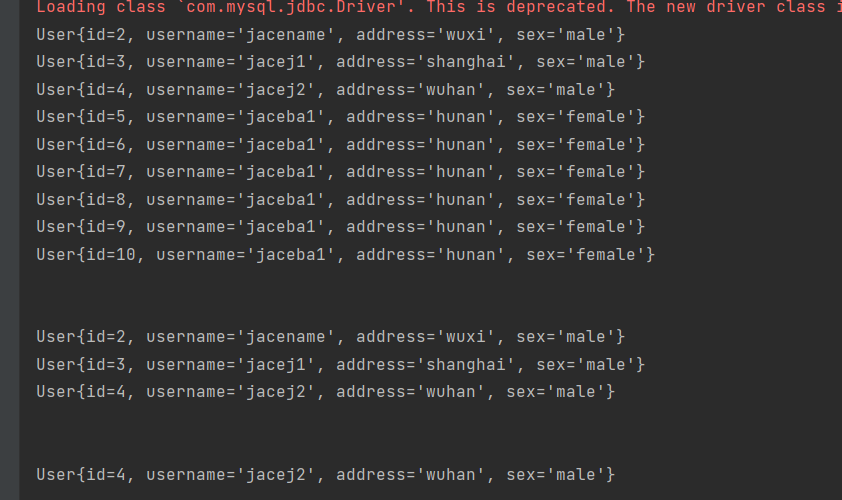 Loading class `com.mysql.jdbc.Driver'. This is deprecated. The new driver class i
User{id=2, username='jacename', address='wuxi', sex='male'}
User{id=3, username='jacej1', address='shanghai', sex='male'}
User{id=4, username='jacej2', address='wuhan', sex='male'}
User{id=5, username='jaceba1', address='hunan', sex='female'}
User{id=6, username='jaceba1', address='hunan', sex='female'}
User{id=7, username='jaceba1', address='hunan', sex='female'}
User{id=8, username='jaceba1', address='hunan', sex='female'}
User{id=9, username='jaceba1', address='hunan', sex='female'}
User{id=10, username='jaceba1', address='hunan', sex='female'}
User{id=2, username='jacename', address='wuxi', sex='male'}
User{id=3, username='jacej1', address='shanghai', sex='male'}
User{id=4, username='jacej2', address='wuhan', sex='male'}
User{id=4, username='jacej2', address='wuhan', sex='male'}